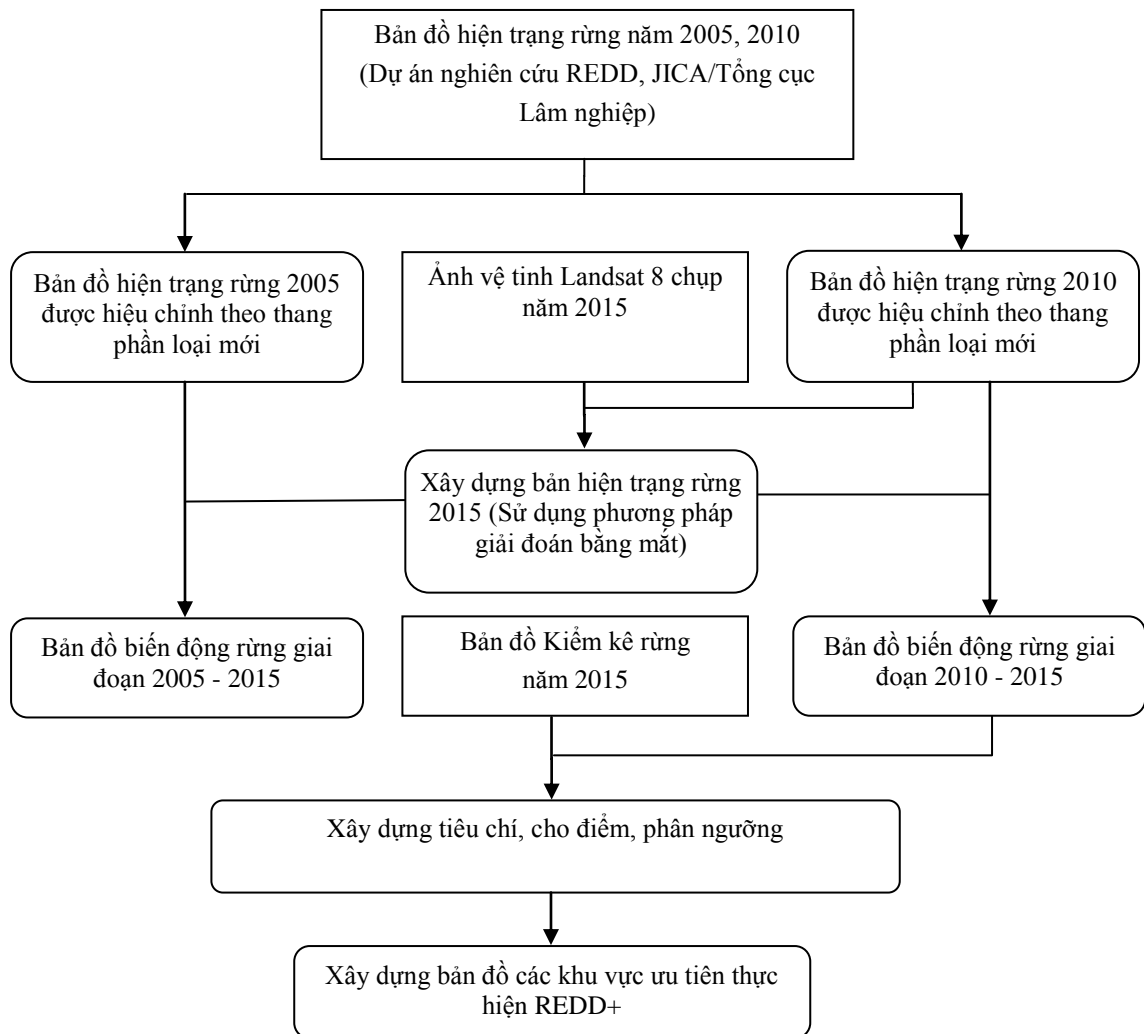 Bản đồ hiện trạng rừng năm 2005, 2010
(Dự án nghiên cứu REDD, JICA/Tổng cục
Lâm nghiệp)
Bản đồ hiện trạng rừng 2005
được hiệu chỉnh theo thang
phần loại mới
Ảnh vệ tinh Landsat 8 chụp
năm 2015
Bản đồ hiện trạng rừng 2010
được hiệu chỉnh theo thang
phần loại mới
Xây dựng bản hiện trạng rừng
2015 (Sử dụng phương pháp
giải đoán bằng mắt)
Bản đồ biến động rừng giai
đoạn 2005 - 2015
Bản đồ Kiểm kê rừng
năm 2015
Bản đồ biến động rừng giai
đoạn 2010 - 2015
Xây dựng tiêu chí, cho điểm, phân ngưỡng
Xây dựng bản đồ các khu vực ưu tiên thực
hiện REDD+